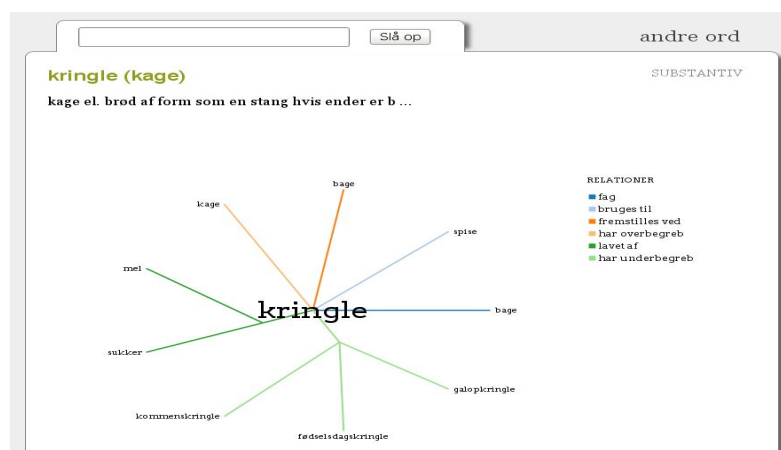 Slå op
andre ord
kringle (kage)
SUBSTANTIV
kage el. brød af form som en stang hvis ender er b ...
RELATIONER
fag
bruges til
fremstilles ved
har overbegreb
lavet af
har underbegreb
bage
kage
spise
mel
kringle
bage
sukker
galopkringle
kommenskringle
fødselsdagskringle